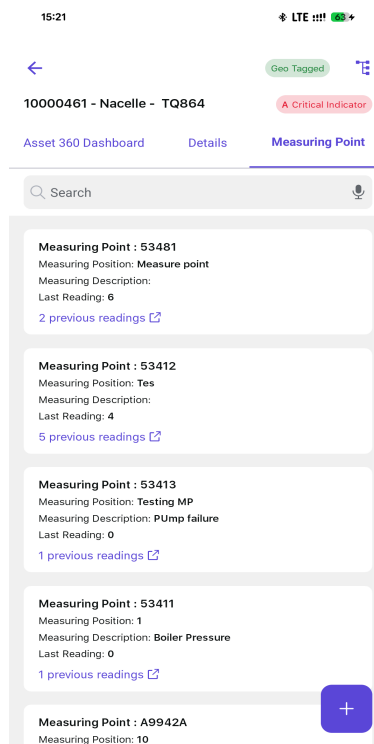 15:21
LTE
63
Geo Tagged
10000461 - Nacelle - TQ864
A Critical Indicator
Asset 360 Dashboard
Details
Measuring Point
Search
Measuring Point : 53481
Measuring Position: Measure point
Measuring Description:
Last Reading: 6
2 previous readings
Measuring Point : 53412
Measuring Position: Tes
Measuring Description:
Last Reading: 4
5 previous readings
Measuring Point : 53413
Measuring Position: Testing MP
Measuring Description: PUmp failure
Last Reading: 0
1 previous readings
Measuring Point : 53411
Measuring Position: 1
Measuring Description: Boiler Pressure
Last Reading: 0
1 previous readings
Measuring Point : A9942A
Measuring Position: 10